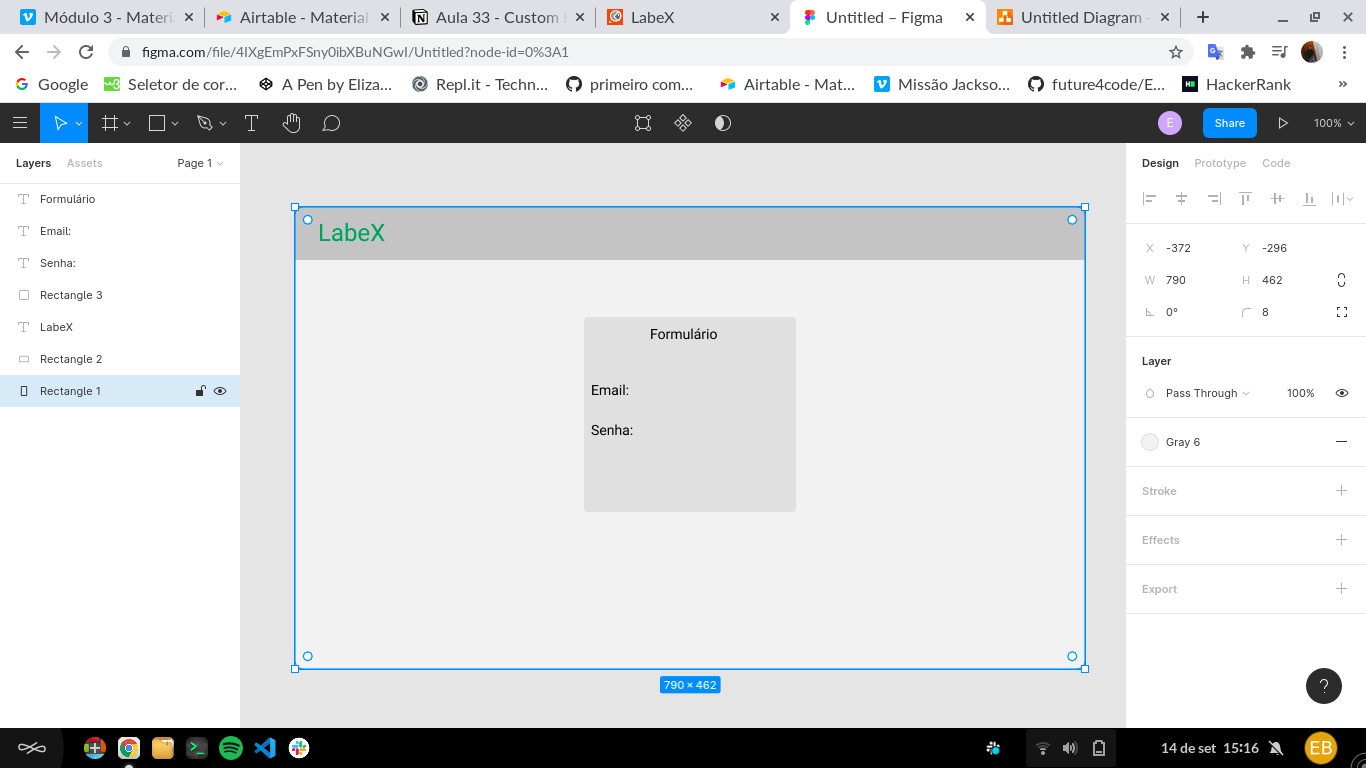 Módulo 3 - Materi
Airtable - Material
Aula 33 - Custom
LabeX
Untitled – Figma
Untitled Diagram -
figma.com/file/4IXgEmPxFSny0ibXBuNGwI/Untitled?node-id=0%3A1
Google
Seletor de cor...
A Pen by Eliza...
Repl.it - Techn...
primeiro com...
Airtable - Mat...
Missão Jackso...
future4code/E...
HackerRank
»
E
Share
100%
Layers
Assets
Page 1
Formulário
Email:
Senha:
Rectangle 3
LabeX
Rectangle 2
Rectangle 1
LabeX
Formulário
Email:
Senha:
790 × 462
Design
Prototype
Code
X -372
Y -296
W 790
H 462
0°
8
Layer
Pass Through
100%
Gray 6
Stroke
Effects
Export
?
14 de set 15:16
EB